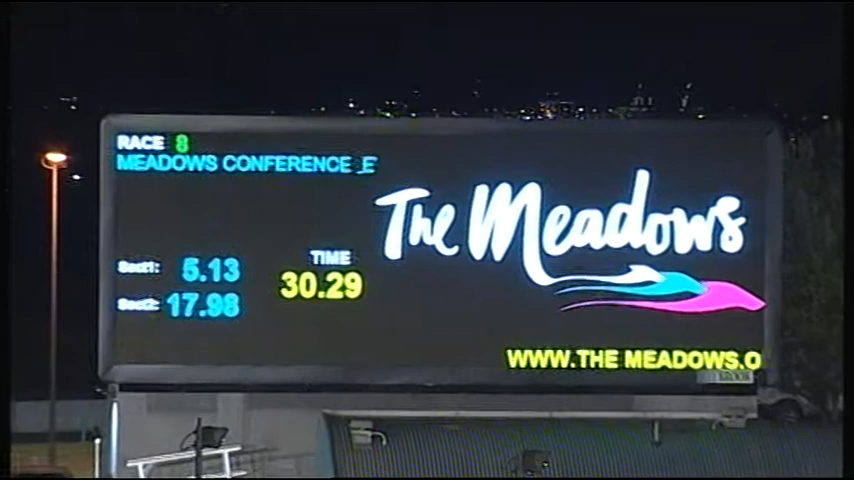 RACE 8
MEADOWS CONFERENCE E
The Meadows
TIME
Sect1: 5.13
30.29
Sect2: 17.98
WWW.THE MEADOWS.O